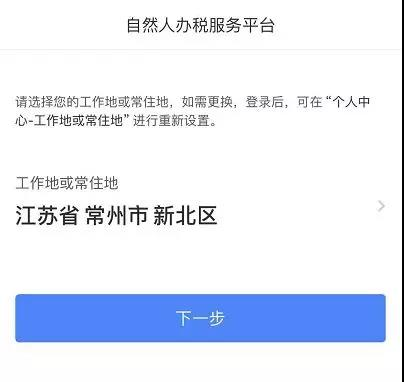 自然人办税服务平台
请选择您的工作地或常住地，如需更换，登录后，可在“个人中
心-工作地或常住地”进行重新设置。
工作地或常住地
江苏省 常州市 新北区
下一步